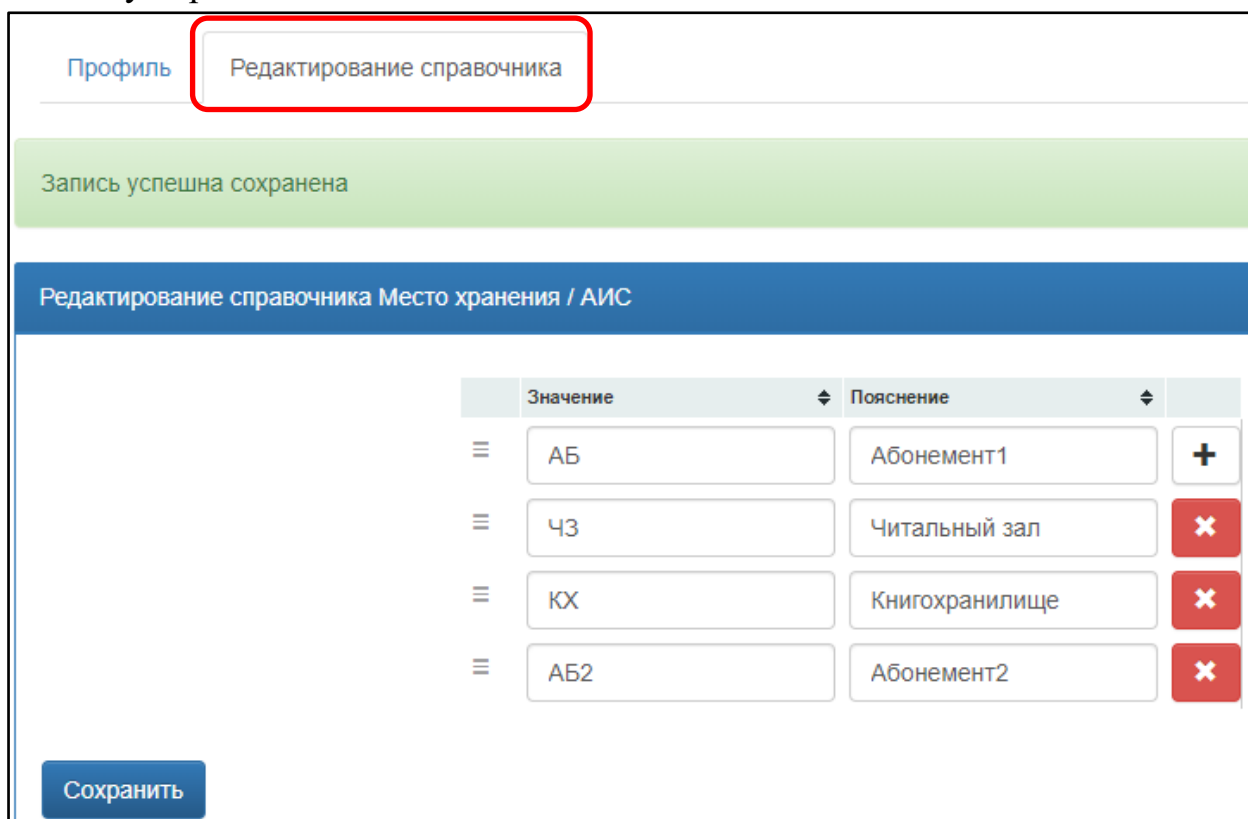 Профиль Редактирование справочника
Запись успешна сохранена
Редактирование справочника Место хранения / АИС
Значение Пояснение
АБ Абонемент1
ЧЗ Читальный зал
КХ Книгохранилище
АБ2 Абонемент2
Сохранить